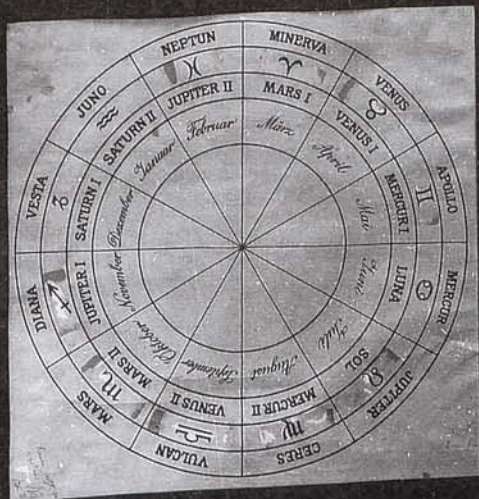 NEPTUN
MINERVA
VENUS
APOLLO
MERCUR
JUPITER
CERES
VULCAN
MARS
DIANA
VESTA
JUNO
♓
♈
♉
♊
♋
♌
♍
♎
♏
♐
♑
♒
JUPITER II
MARS I
VENUS I
MERCUR I
LUNA
SOL
MERCUR II
VENUS II
MARS II
JUPITER I
SATURN I
SATURN II
Februar
März
April
Mai
Juni
Juli
August
September
Oktober
November
Dezember
Januar